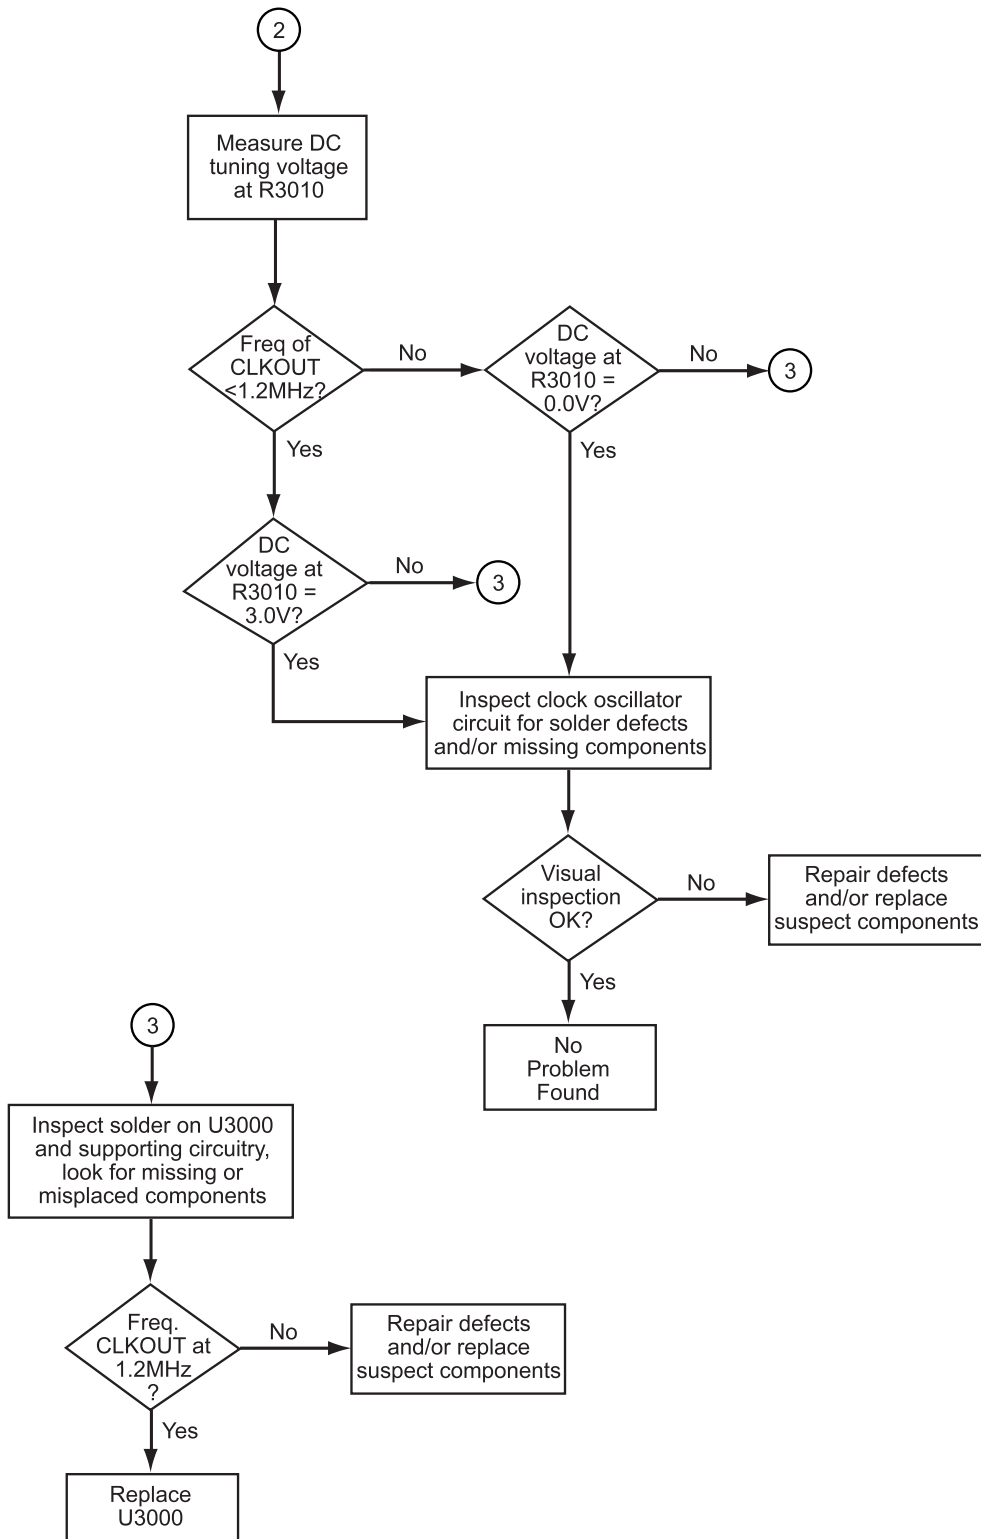 2
Measure DC
tuning voltage
at R3010
Freq of
CLKOUT
<1.2MHz?
No
DC
voltage at
R3010 =
0.0V?
No
3
Yes
Yes
DC
voltage at
R3010 =
3.0V?
No
3
Yes
Inspect clock oscillator
circuit for solder defects
and/or missing components
Visual
inspection
OK?
No
Repair defects
and/or replace
suspect components
Yes
No
Problem
Found
3
Inspect solder on U3000
and supporting circuitry,
look for missing or
misplaced components
Freq.
CLKOUT at
1.2MHz
?
No
Repair defects
and/or replace
suspect components
Yes
Replace
U3000